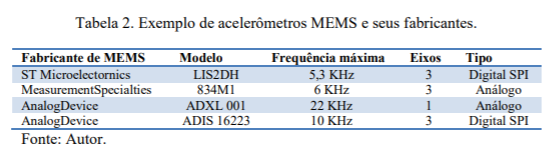 Tabela 2. Exemplo de acelerômetros MEMS e seus fabricantes.
Fabricante de MEMS Modelo Frequência máxima Eixos Tipo
ST Microelectornics LIS2DH 5,3 KHz 3 Digital SPI
MeasurementSpecialties 834M1 6 KHz 3 Análogo
AnalogDevice ADXL 001 22 KHz 1 Análogo
AnalogDevice ADIS 16223 10 KHz 3 Digital SPI
Fonte: Autor.